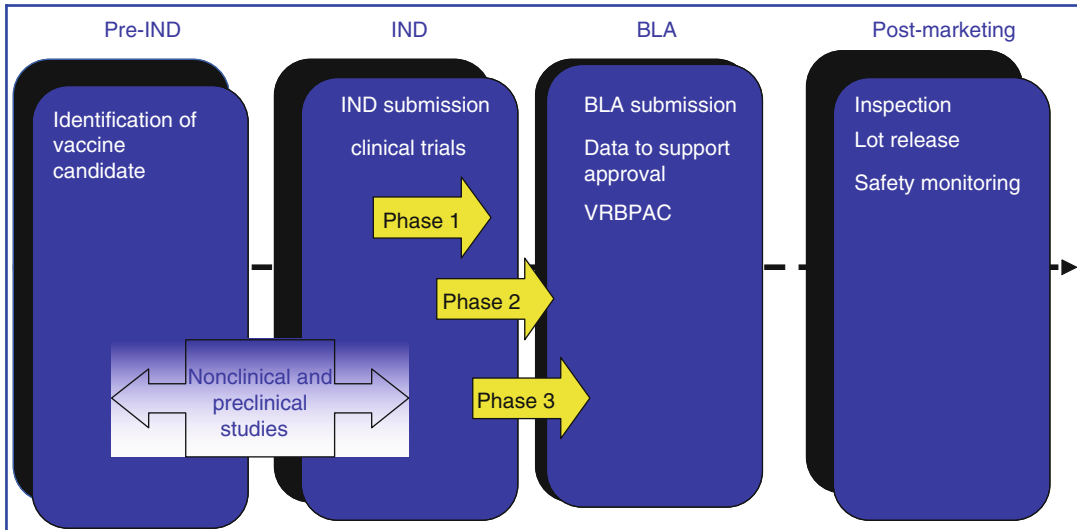 Pre-IND
IND
BLA
Post-marketing
Identification of
vaccine
candidate
IND submission
clinical trials
BLA submission
Data to support
approval
VRBPAC
Inspection
Lot release
Safety monitoring
Phase 1
Phase 2
Phase 3
Nonclinical and
preclinical
studies